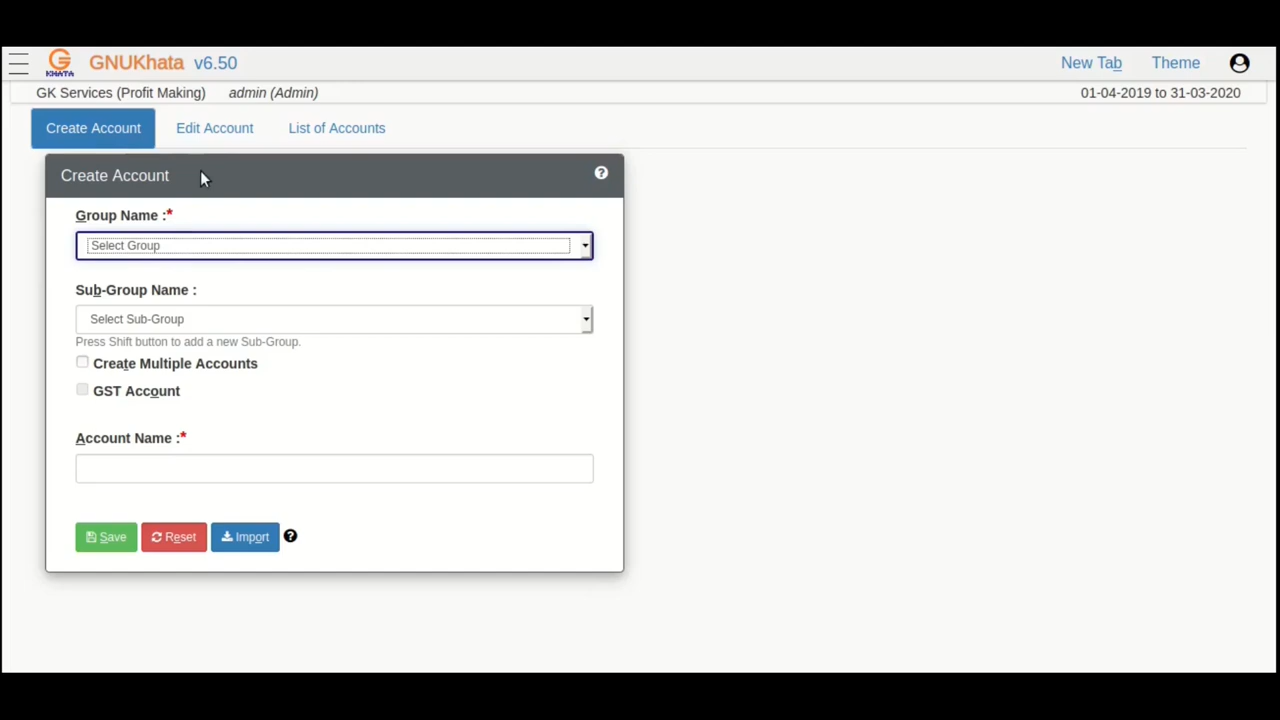 GNUKhata v6.50 New Tab Theme
KHATA
GK Services (Profit Making) admin (Admin) 01-04-2019 to 31-03-2020
Create Account Edit Account List of Accounts
Create Account ?
Group Name :*
Select Group
Sub-Group Name :
Select Sub-Group
Press Shift button to add a new Sub-Group.
Create Multiple Accounts
GST Account
Account Name :*
Save Reset Import ?